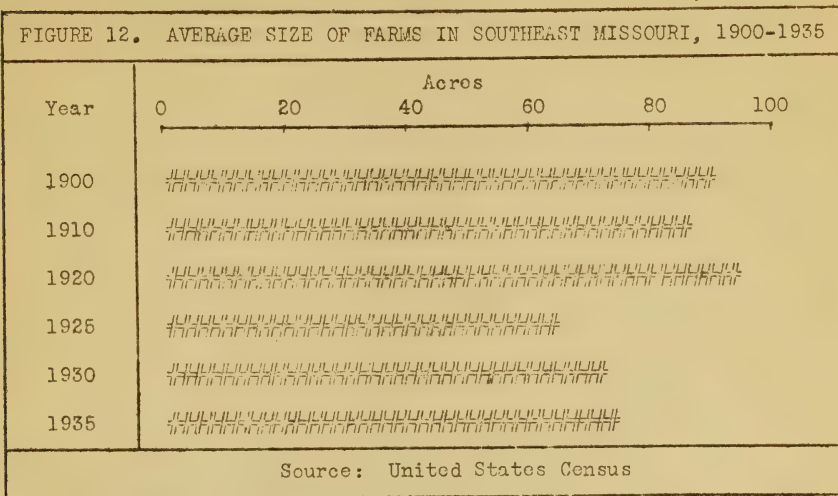 FIGURE 12. AVERAGE SIZE OF FARMS IN SOUTHEAST MISSOURI, 1900-1935
Acres
Year 0 20 40 60 80 100
1900
1910
1920
1925
1930
1935
Source: United States Census